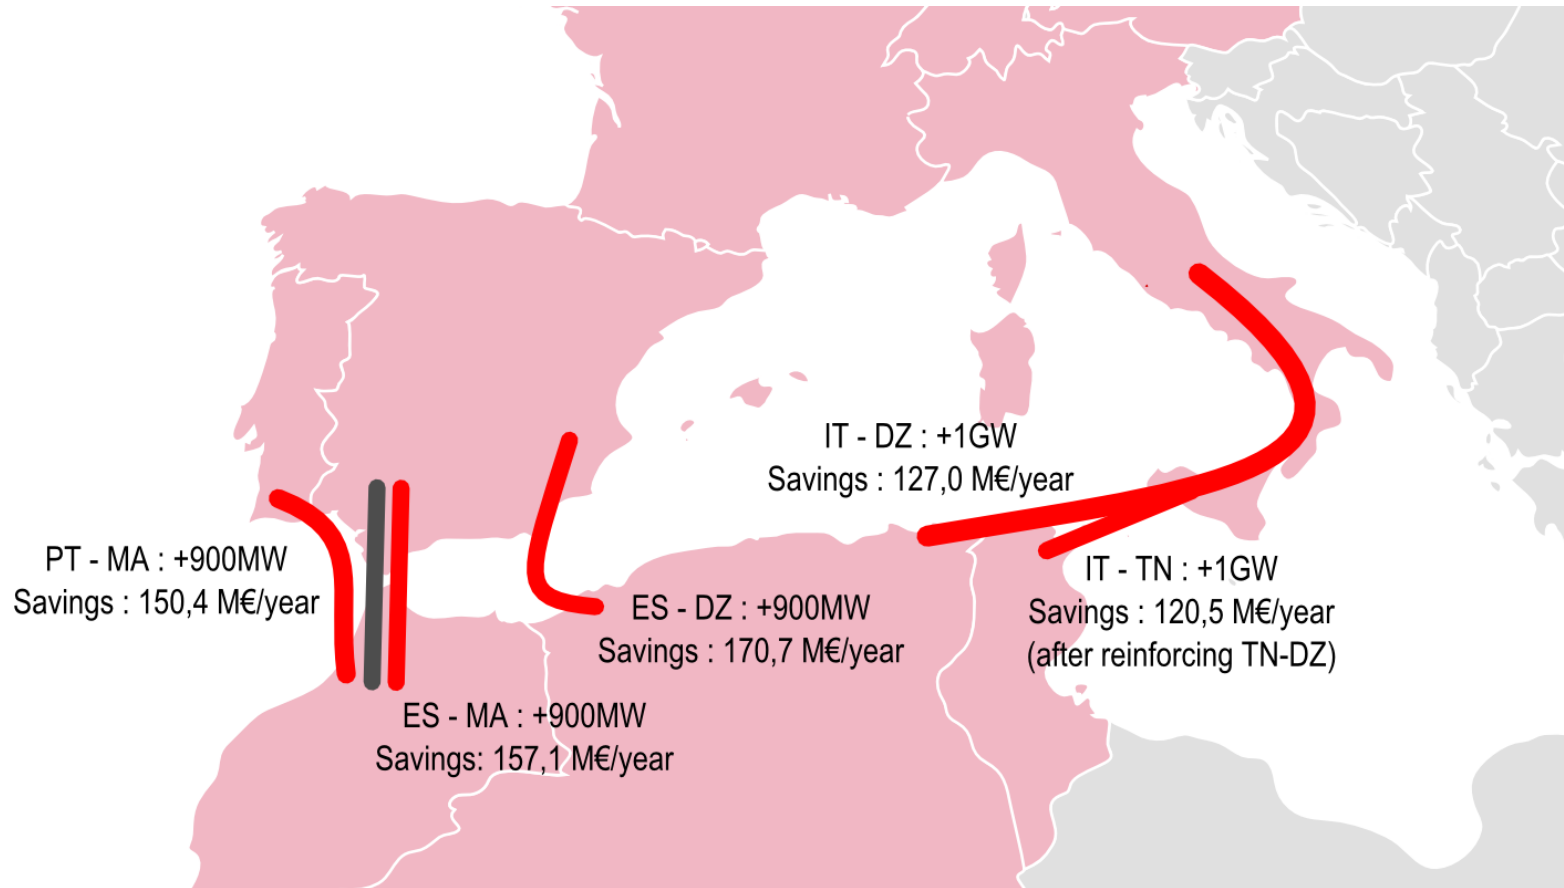 IT - DZ : +1GW
Savings : 127,0 M€/year
PT - MA : +900MW
Savings : 150,4 M€/year
IT - TN : +1GW
Savings : 120,5 M€/year
(after reinforcing TN-DZ)
ES - DZ : +900MW
Savings : 170,7 M€/year
ES - MA : +900MW
Savings: 157,1 M€/year